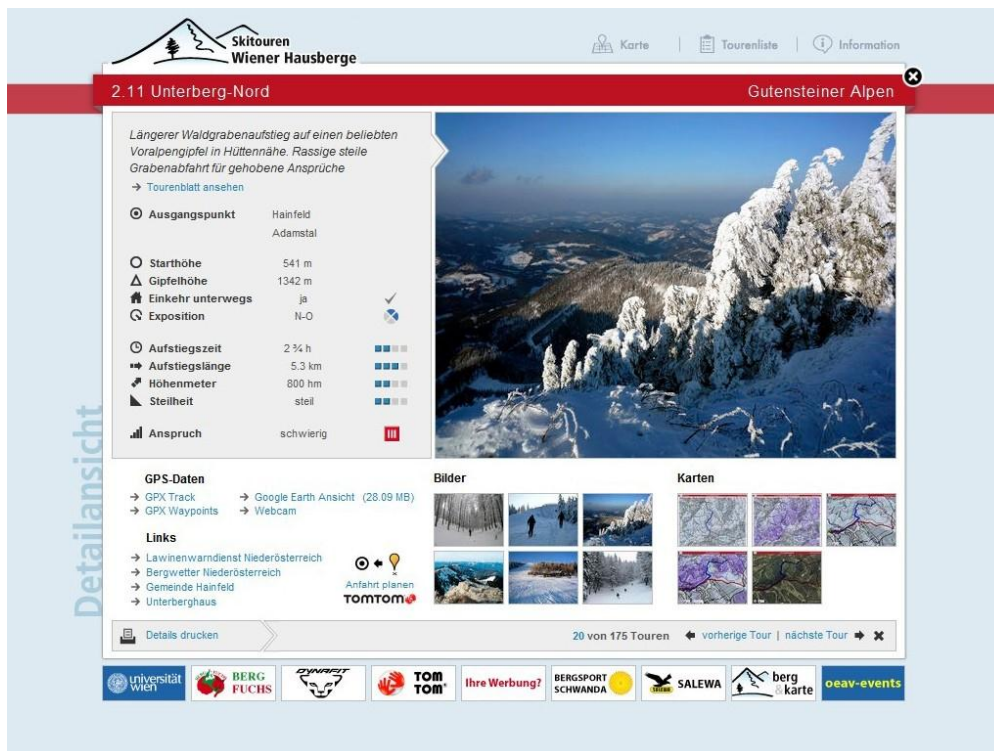 Skitouren
Wiener Hausberge
Karte | Tourenliste | Information
2.11 Unterberg-Nord
Gutensteiner Alpen
Längerer Waldgrabenaufstieg auf einen beliebten
Voralpengipfel in Hüttennähe. Rassige steile
Grabenabfahrt für gehobene Ansprüche
Tourenblatt ansehen
Ausgangspunkt Hainfeld
Adamstal
Starthöhe 541 m
Gipfelhöhe 1342 m
Einkehr unterwegs ja
Exposition N-O
Aufstiegszeit 2 ¾ h
Aufstiegslänge 5.3 km
Höhenmeter 800 hm
Steilheit steil
Anspruch schwierig III
Detailansicht
GPS-Daten
GPX Track Google Earth Ansicht (28.09 MB)
GPX Waypoints Webcam
Links
Lawinenwarndienst Niederösterreich
Bergwetter Niederösterreich
Gemeinde Hainfeld
Unterberghaus
Anfahrt planen
TOMTOM
Bilder
Karten
Details drucken
20 von 175 Touren vorherige Tour | nächste Tour
universität
wien
BERG
FUCHS
DYNAFIT
TOM
TOM
Ihre Werbung?
BERGSPORT
SCHWANDA
SALEWA
SALEWA
berg
& karte
oeav-events